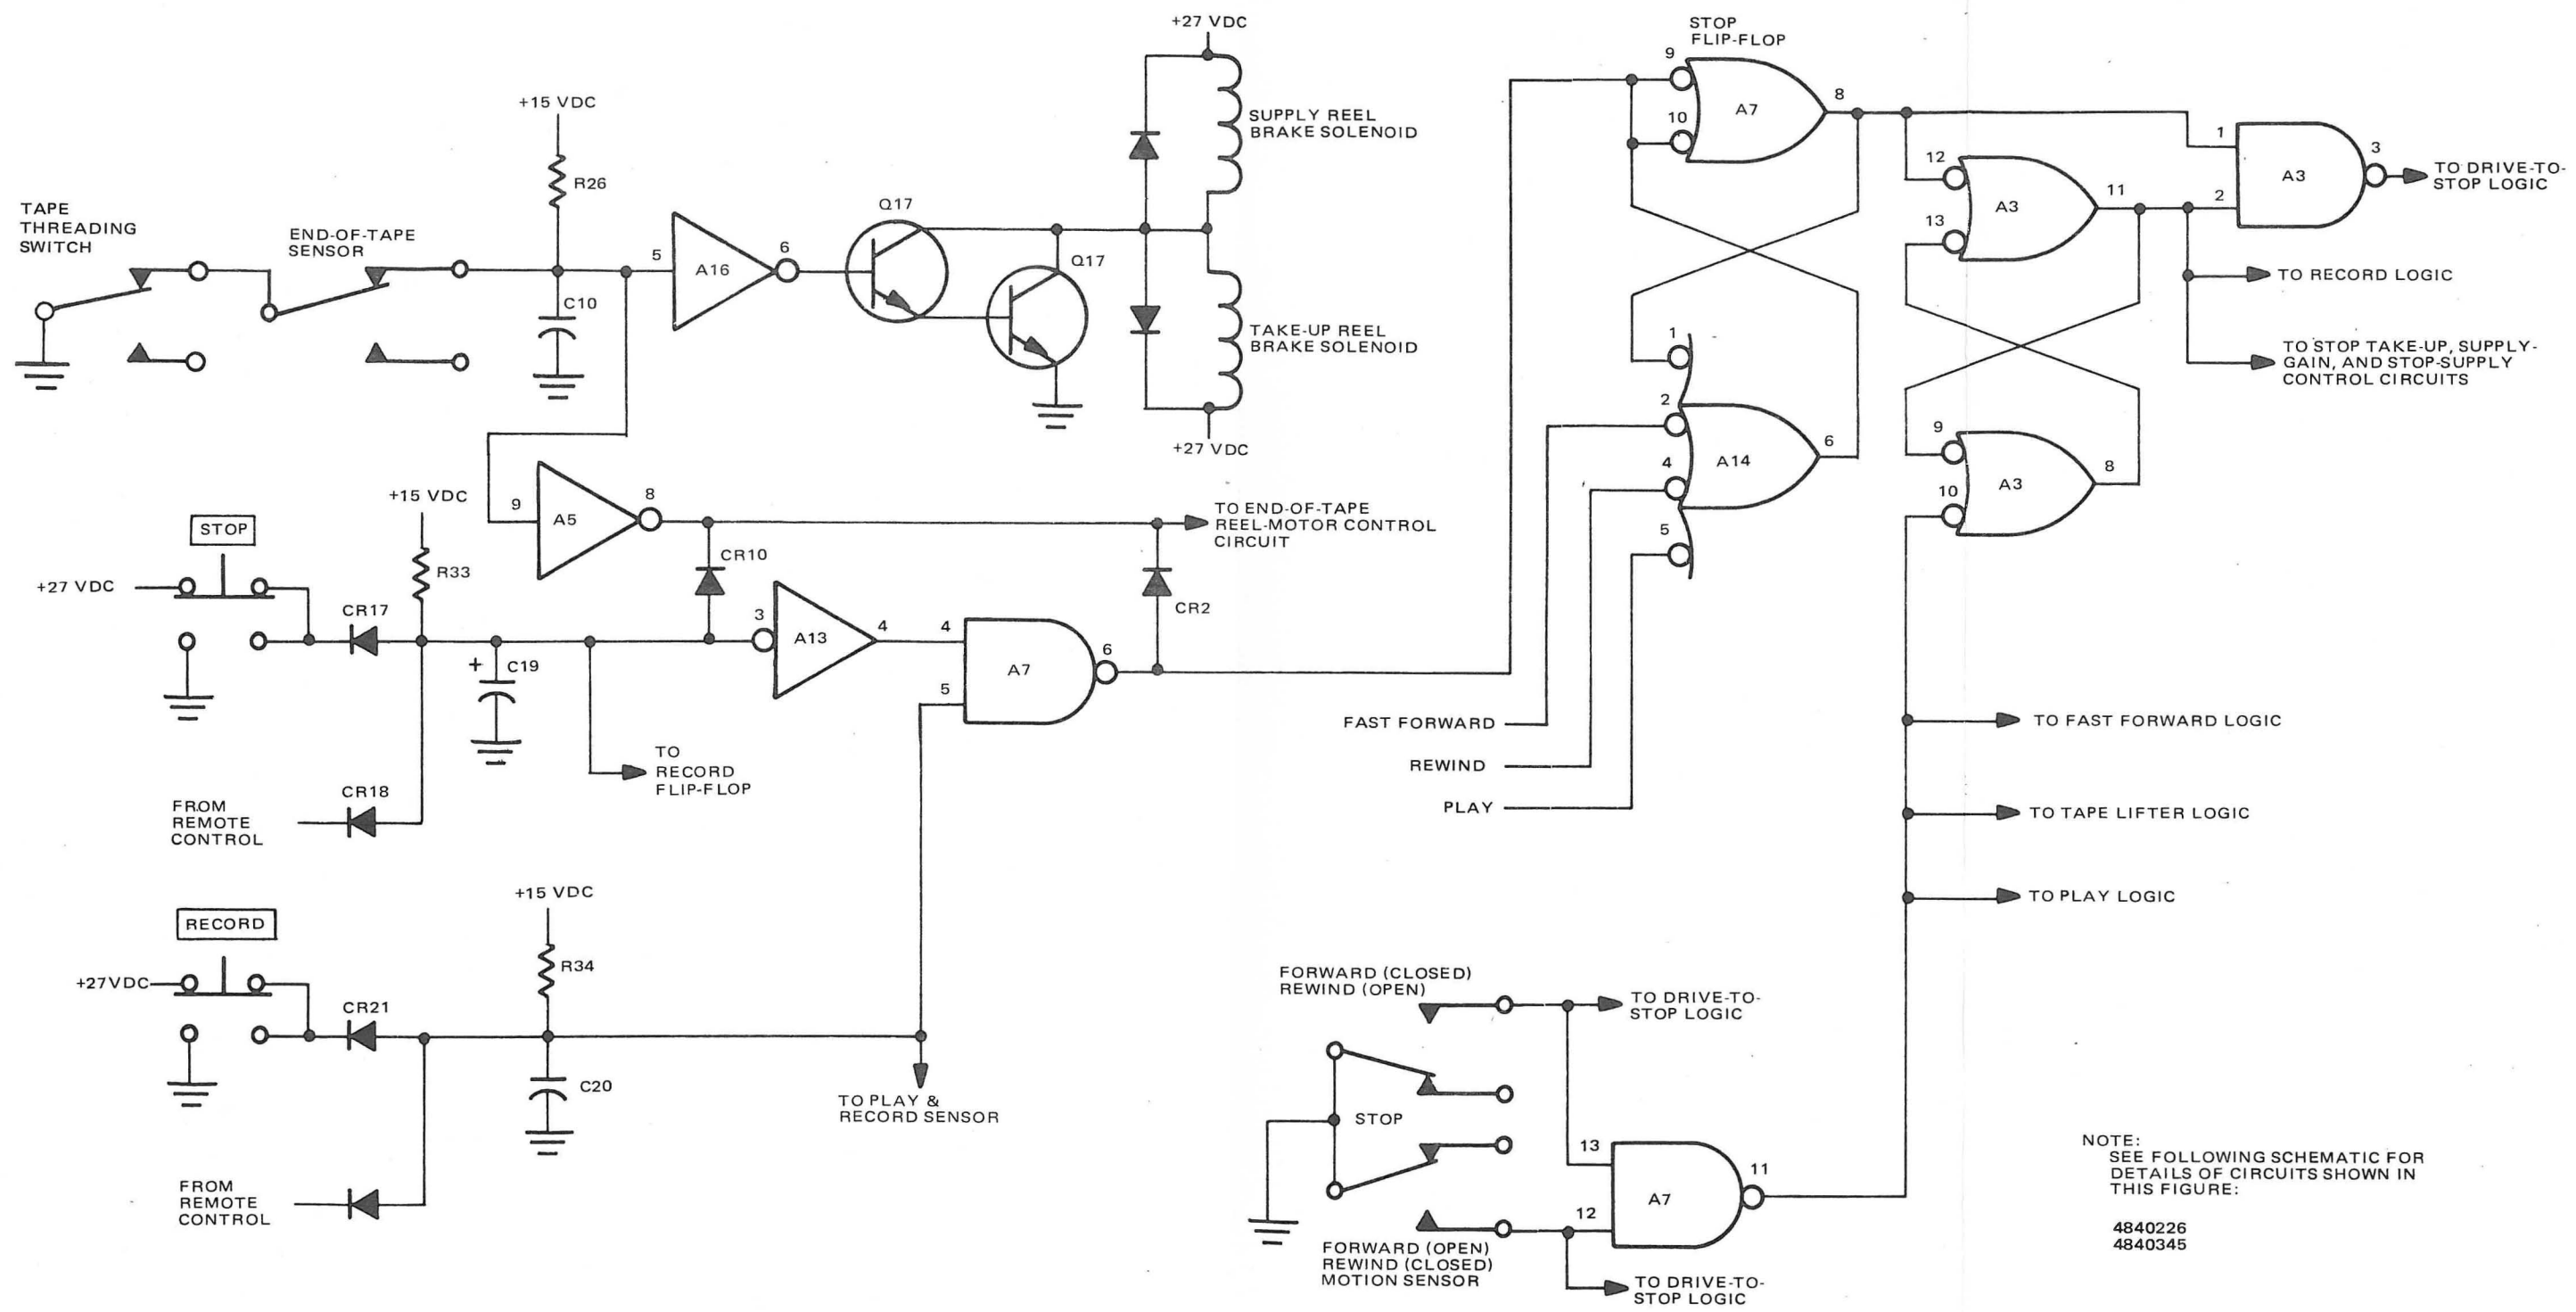 +27 VDC
STOP
FLIP-FLOP
9
8
10
A7
+15 VDC
R26
SUPPLY REEL
BRAKE SOLENOID
1
3
A3
2
TO DRIVE-TO-
STOP LOGIC
12
11
A3
13
TAPE
THREADING
SWITCH
END-OF-TAPE
SENSOR
Q17
5
A16
6
Q17
C10
TO RECORD LOGIC
TAKE-UP REEL
BRAKE SOLENOID
TO STOP TAKE-UP, SUPPLY-
GAIN, AND STOP-SUPPLY
CONTROL CIRCUITS
1
2
4
5
A14
6
+27 VDC
9
8
10
A3
+15 VDC
9
A5
8
TO END-OF-TAPE
REEL-MOTOR CONTROL
CIRCUIT
STOP
+27 VDC
R33
CR10
CR2
CR17
3
A13
4
4
A7
5
6
+
C19
TO
RECORD
FLIP-FLOP
CR18
FROM
REMOTE
CONTROL
FAST FORWARD
REWIND
PLAY
TO FAST FORWARD LOGIC
TO TAPE LIFTER LOGIC
TO PLAY LOGIC
+15 VDC
RECORD
+27VDC
R34
CR21
C20
TO PLAY &
RECORD SENSOR
FROM
REMOTE
CONTROL
FORWARD (CLOSED)
REWIND (OPEN)
TO DRIVE-TO-
STOP LOGIC
STOP
13
11
A7
12
FORWARD (OPEN)
REWIND (CLOSED)
MOTION SENSOR
TO DRIVE-TO-
STOP LOGIC
NOTE:
SEE FOLLOWING SCHEMATIC FOR
DETAILS OF CIRCUITS SHOWN IN
THIS FIGURE:
4840226
4840345